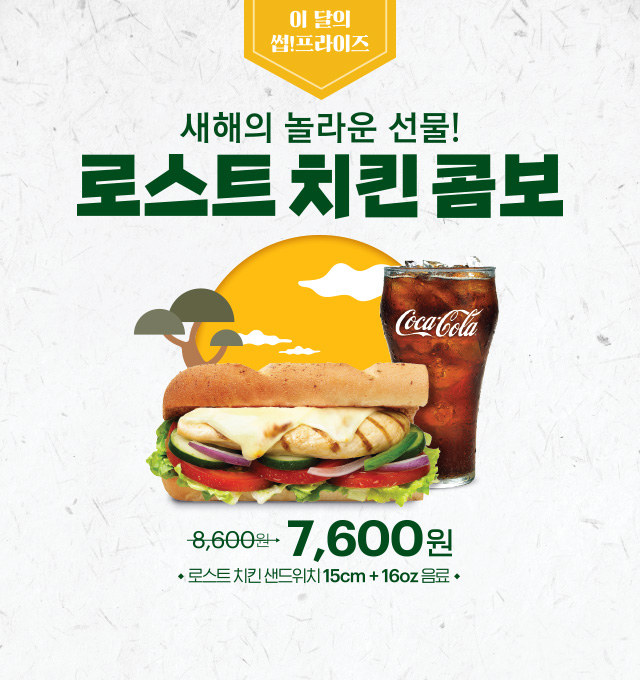 이 달의
썹!프라이즈
새해의 놀라운 선물!
로스트 치킨 콤보
Coca-Cola
8,600원 7,600원
로스트 치킨 샌드위치 15cm + 16oz 음료